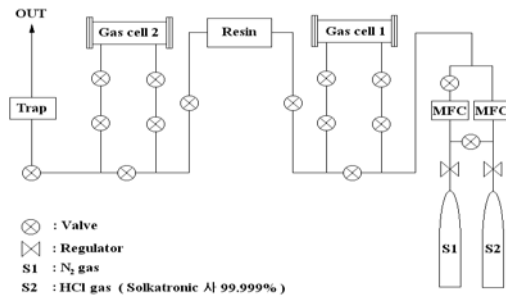 OUT
Gas cell 2
Resin
Gas cell 1
Trap
MFC
MFC
S1
S2
: Valve
: Regulator
S1 : N₂ gas
S2 : HCl gas ( Solkatronic 사 99.999% )